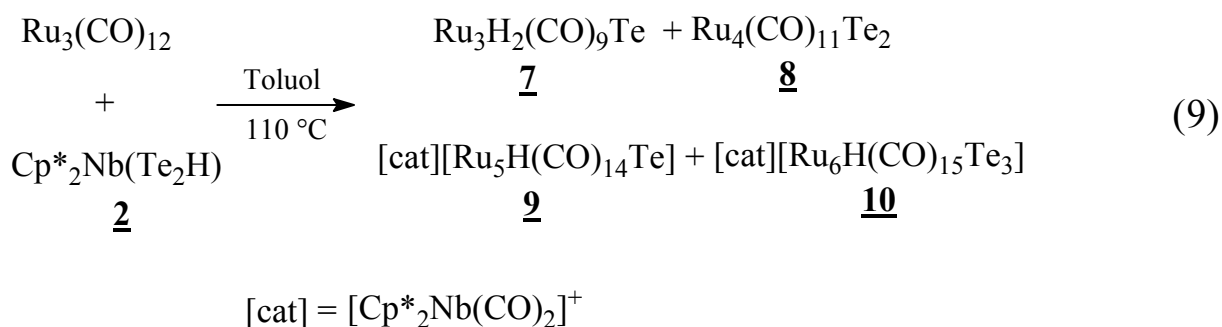 Ru₃(CO)₁₂
+
Cp*₂Nb(Te₂H)
2
Toluol
110 °C
Ru₃H₂(CO)₉Te + Ru₄(CO)₁₁Te₂
7 8
[cat][Ru₅H(CO)₁₄Te] + [cat][Ru₆H(CO)₁₅Te₃]
9 10
(9)
[cat] = [Cp*₂Nb(CO)₂]⁺